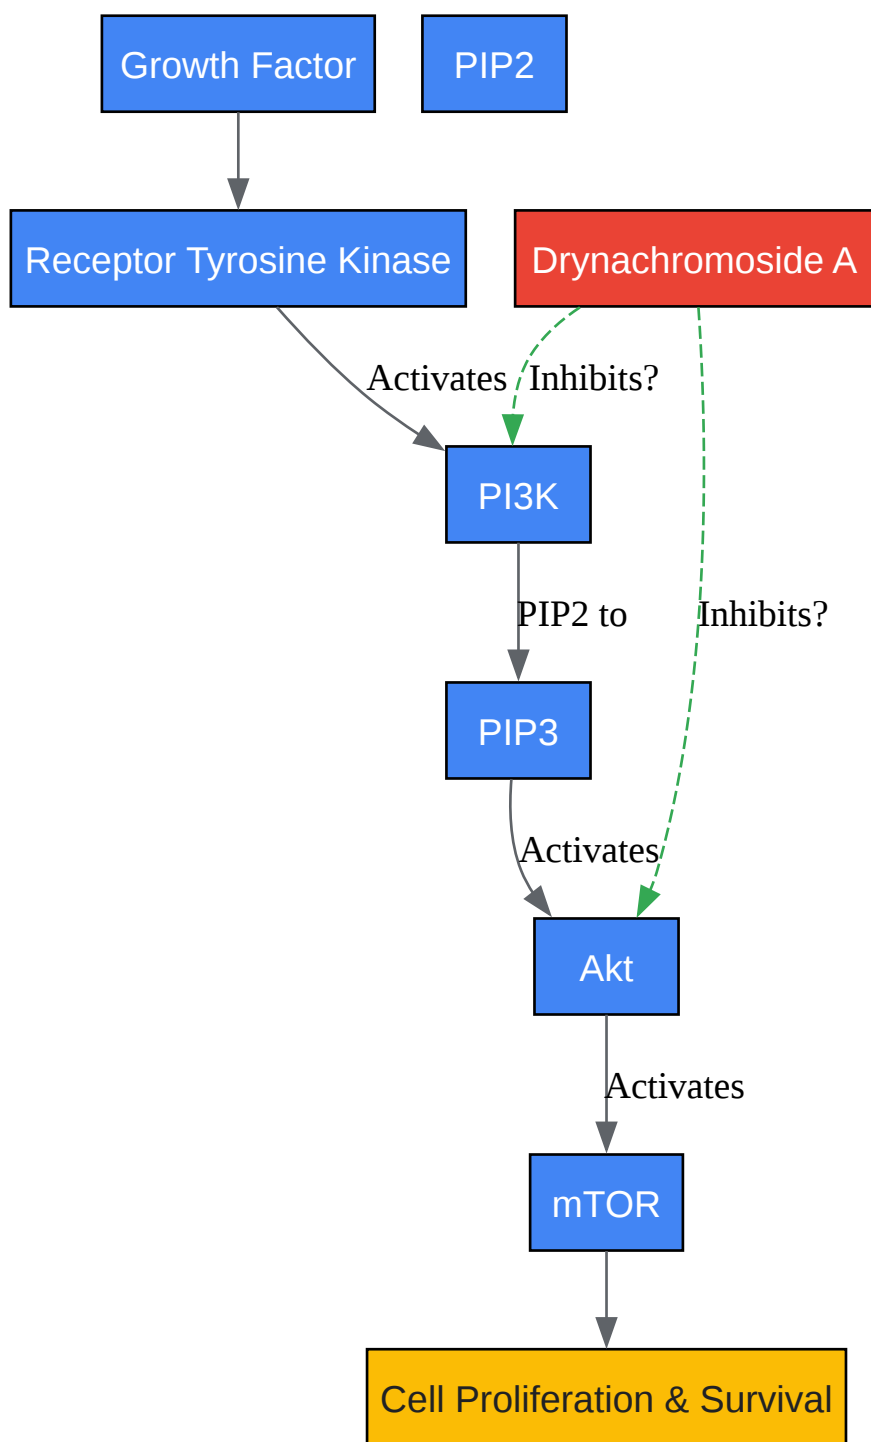 Growth Factor
PIP2
Receptor Tyrosine Kinase
Drynachromoside A
Activates
Inhibits?
PI3K
PIP2 to
Inhibits?
PIP3
Activates
Akt
Activates
mTOR
Cell Proliferation & Survival